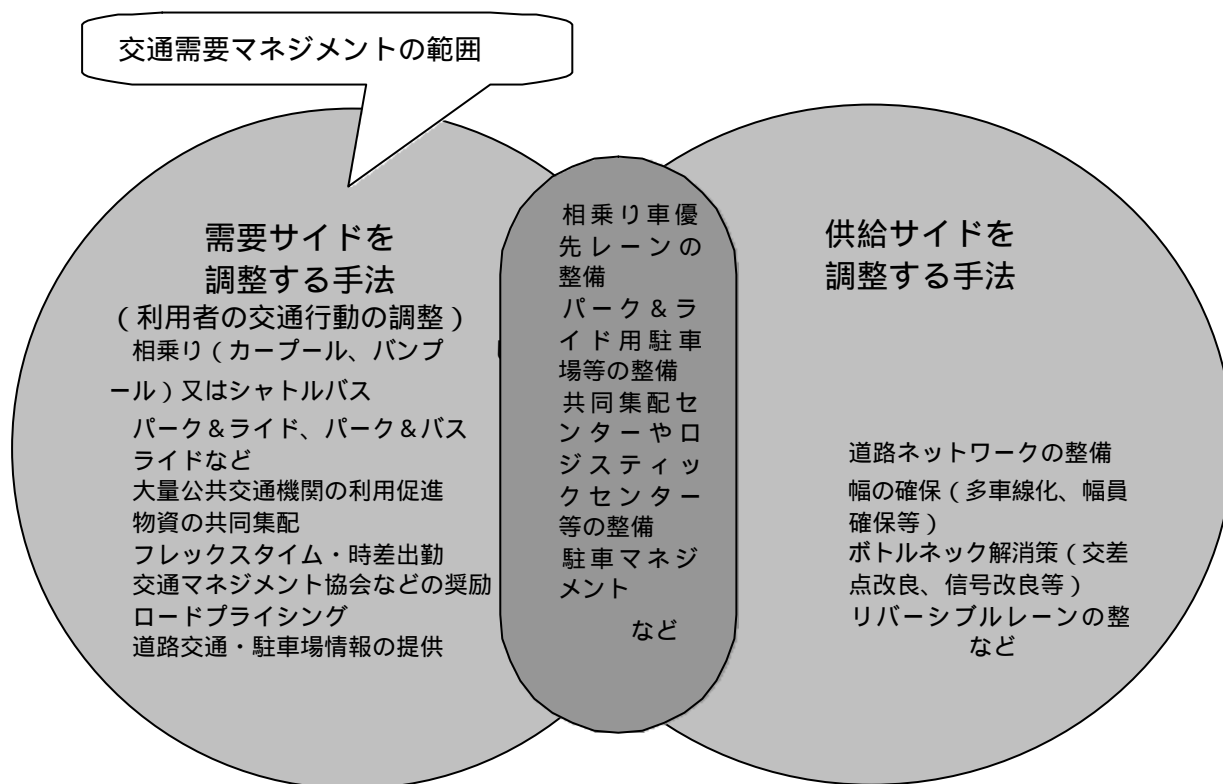 交通需要マネジメントの範囲
需要サイドを
調整する手法
(利用者の交通行動の調整)
相乗り(カープール、バンプ
ール)又はシャトルバス
パーク&ライド、パーク&バス
ライドなど
大量公共交通機関の利用促進
物資の共同集配
フレックスタイム・時差出勤
交通マネジメント協会などの奨励
ロードプライシング
道路交通・駐車場情報の提供
相乗り車優
先レーンの
整備
パーク&ラ
イド用駐車
場等の整備
共同集配セ
ンターやロ
ジスティッ
クセンター
等の整備
駐車マネジ
メント
など
供給サイドを
調整する手法
道路ネットワークの整備
幅の確保(多車線化、幅員
確保等)
ボトルネック解消策(交差
点改良、信号改良等)
リバーシブルレーンの整
など